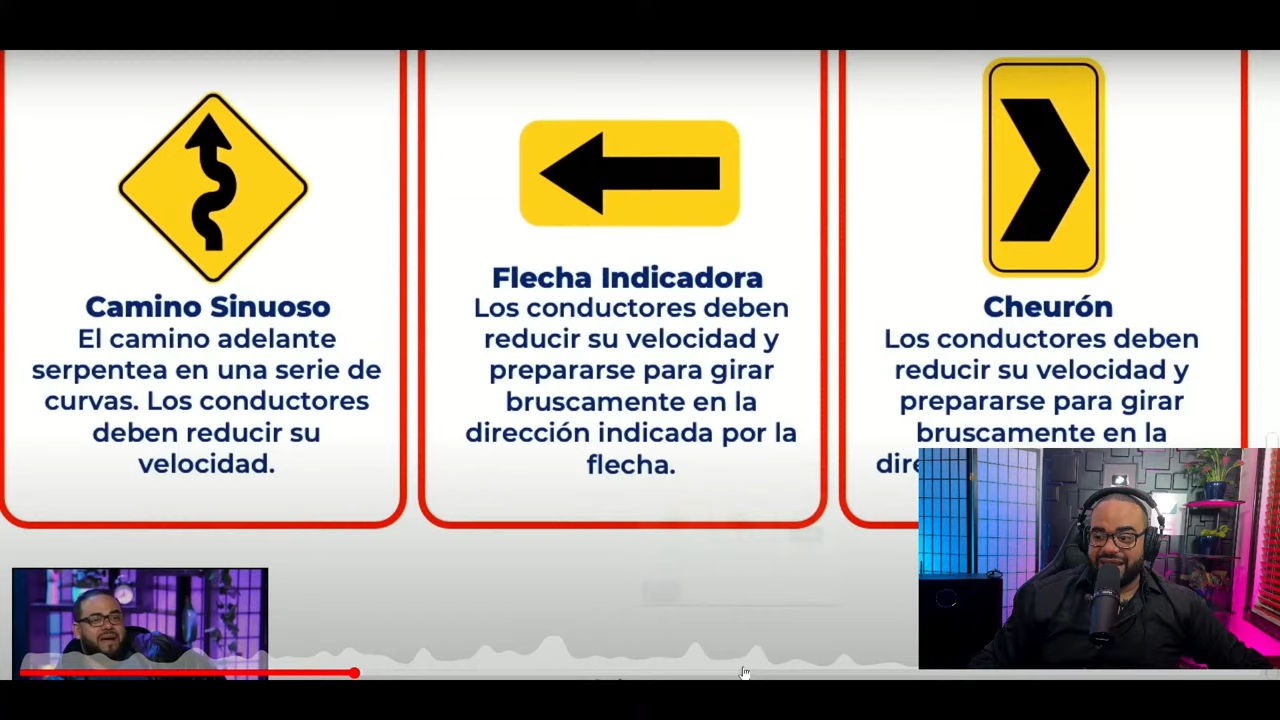 Camino Sinuoso
El camino adelante
serpentea en una serie de
curvas. Los conductores
deben reducir su
velocidad.
Flecha Indicadora
Los conductores deben
reducir su velocidad y
prepararse para girar
bruscamente en la
dirección indicada por la
flecha.
Cheurón
Los conductores deben
reducir su velocidad y
prepararse para girar
bruscamente en la